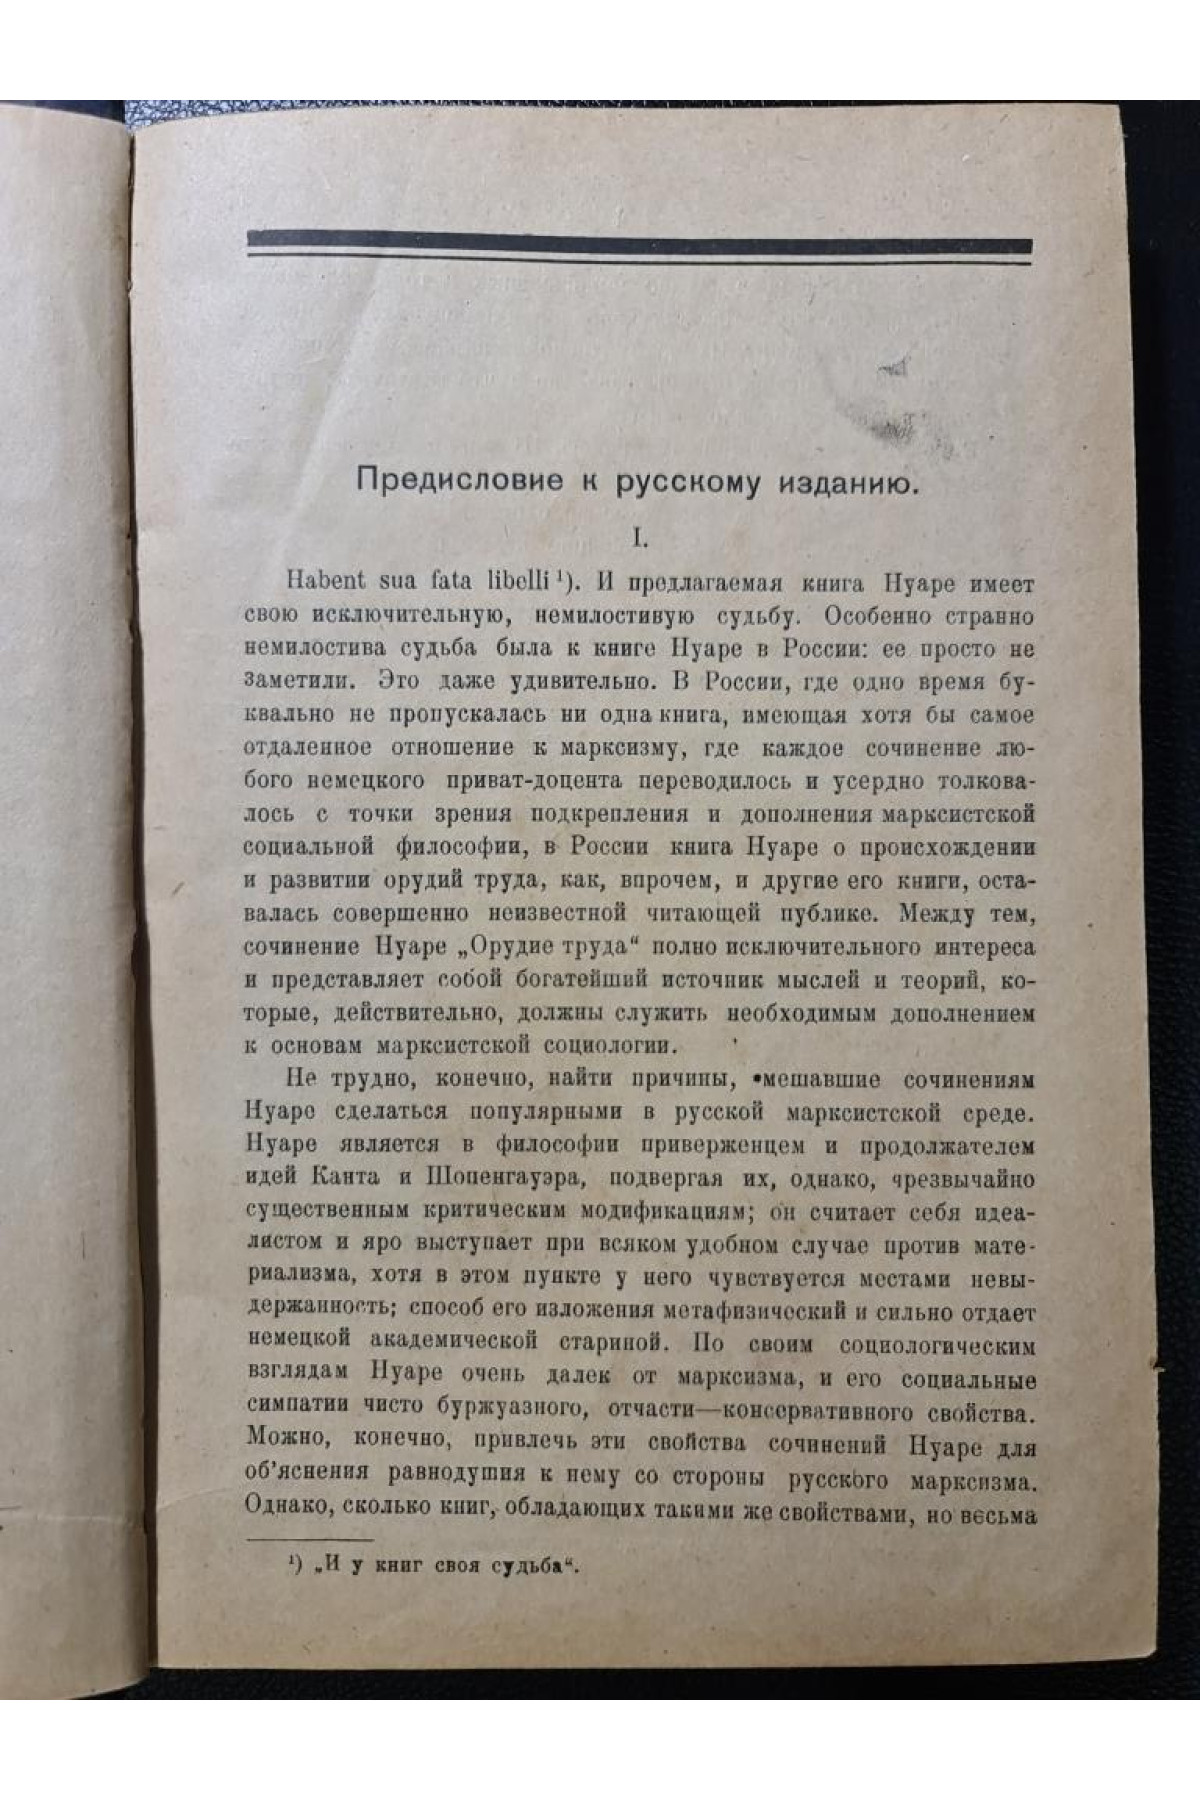 Предисловие к русскому изданию.
I.
Habent sua fata libelli ¹). И предлагаемая книга Нуаре имеет
свою исключительную, немилостивую судьбу. Особенно странно
немилостива судьба была к книге Нуаре в России: ее просто не
заметили. Это даже удивительно. В России, где одно время бу-
квально не пропускалась ни одна книга, имеющая хотя бы самое
отдаленное отношение к марксизму, где каждое сочинение лю-
бого немецкого приват-доцента переводилось и усердно толкова-
лось с точки зрения подкрепления и дополнения марксистской
социальной философии, в России книга Нуаре о происхождении
и развитии орудий труда, как, впрочем, и другие его книги, оста-
валась совершенно неизвестной читающей публике. Между тем,
сочинение Нуаре „Орудие труда“ полно исключительного интереса
и представляет собой богатейший источник мыслей и теорий, ко-
торые, действительно, должны служить необходимым дополнением
к основам марксистской социологии.
Не трудно, конечно, найти причины, мешавшие сочинениям
Нуаре сделаться популярными в русской марксистской среде.
Нуаре является в философии приверженцем и продолжателем
идей Канта и Шопенгауэра, подвергая их, однако, чрезвычайно
существенным критическим модификациям; он считает себя идеа-
листом и яро выступает при всяком удобном случае против мате-
риализма, хотя в этом пункте у него чувствуется местами невы-
держанность; способ его изложения метафизический и сильно отдает
немецкой академической стариной. По своим социологическим
взглядам Нуаре очень далек от марксизма, и его социальные
симпатии чисто буржуазного, отчасти—консервативного свойства.
Можно, конечно, привлечь эти свойства сочинений Нуаре для
об’яснения равнодушия к нему со стороны русского марксизма.
Однако, сколько книг, обладающих такими же свойствами, но весьма
¹) „И у книг своя судьба“.